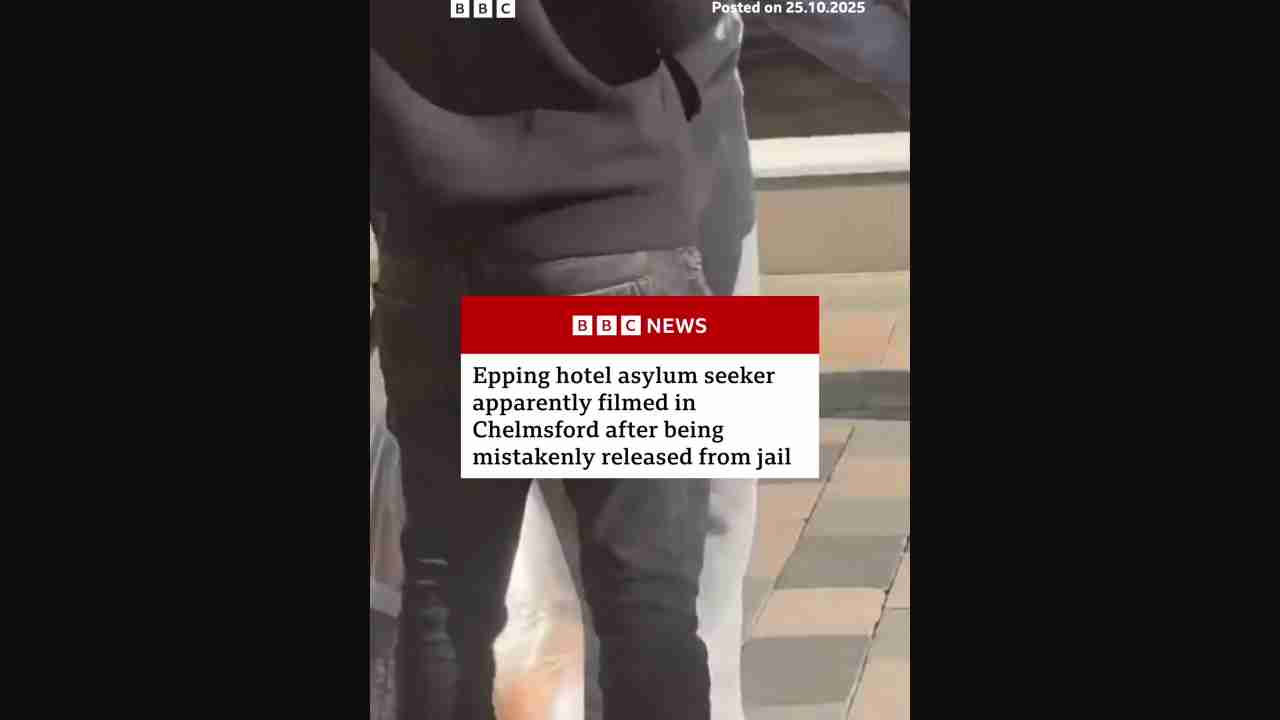 BBC
Posted on 25.10.2025
BBC NEWS
Epping hotel asylum seeker
apparently filmed in
Chelmsford after being
mistakenly released from jail